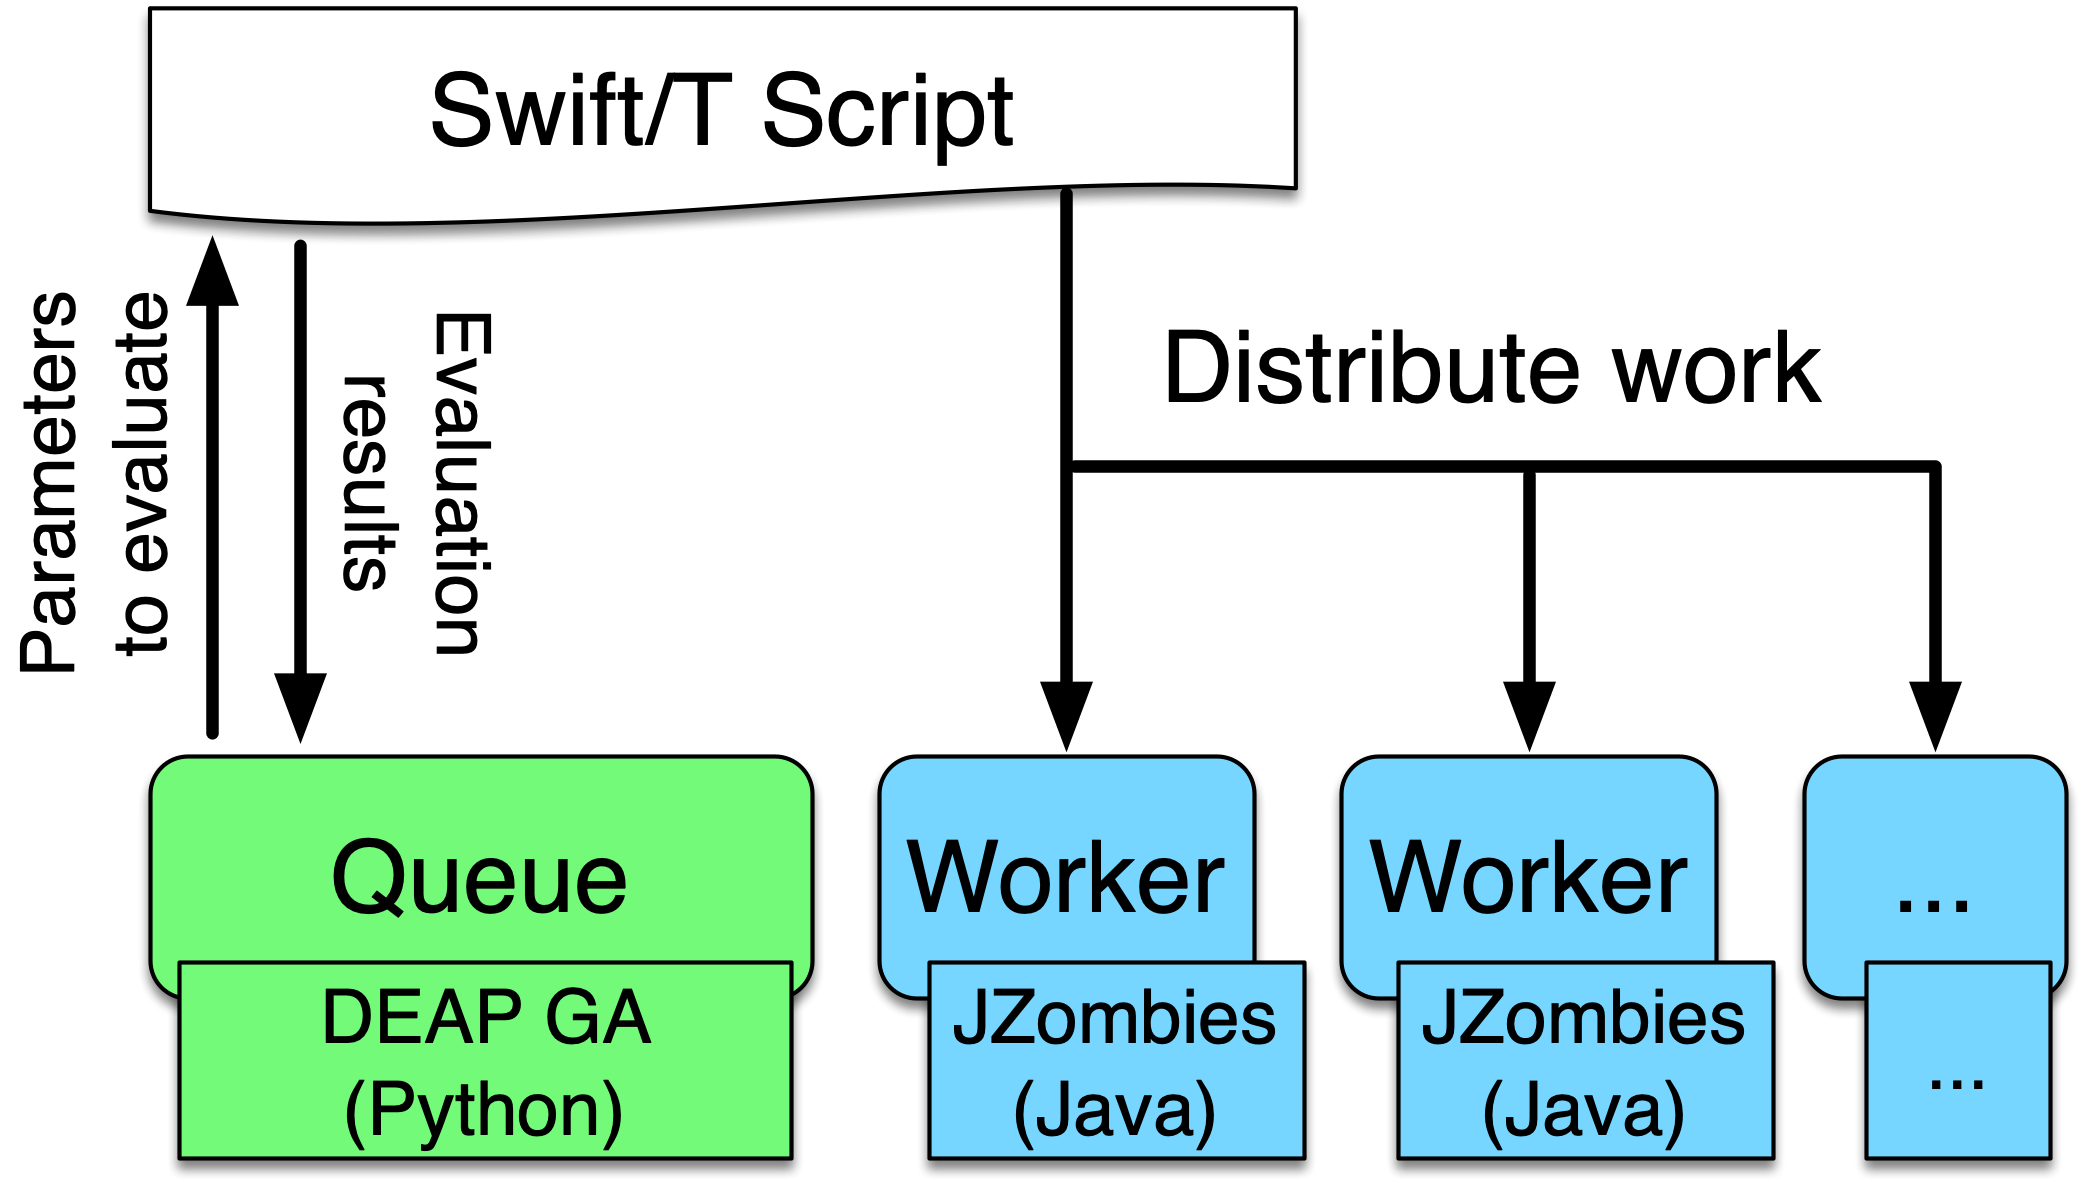 Swift/T Script
Parameters
to evaluate
Evaluation
results
Distribute work
Queue
DEAP GA
(Python)
Worker
JZombies
(Java)
Worker
JZombies
(Java)
...
...